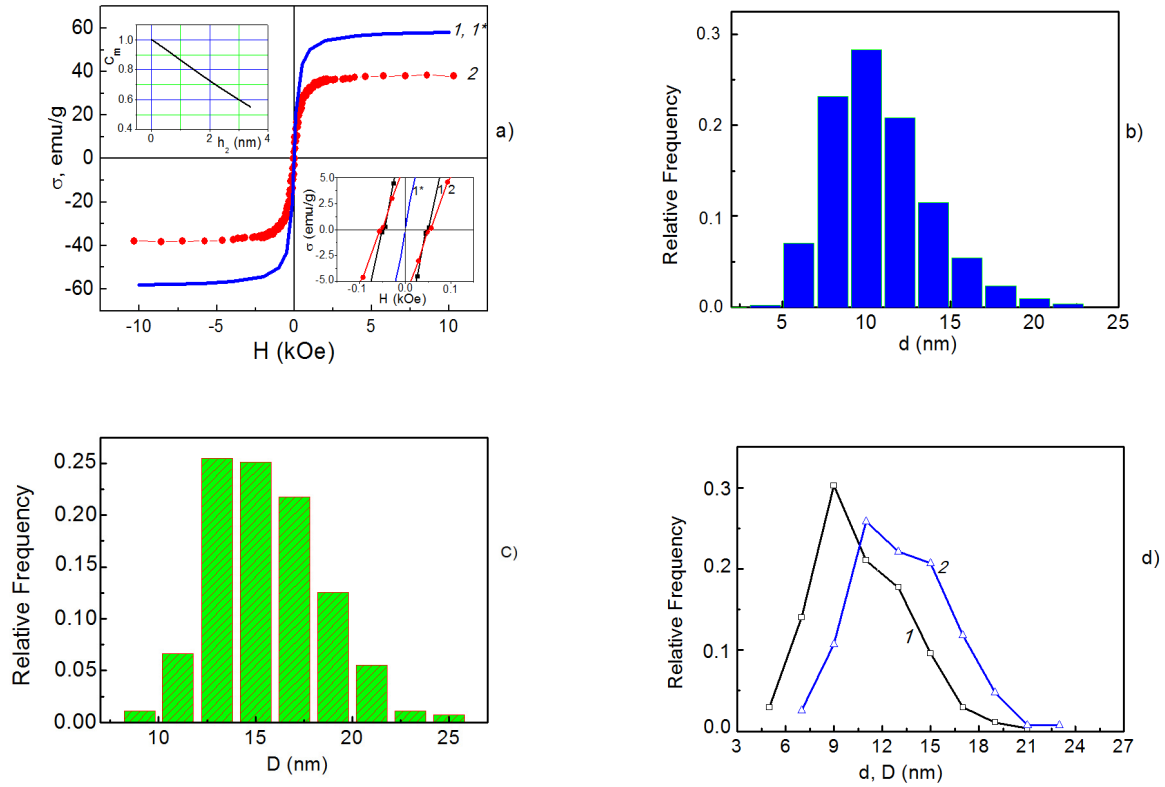 60
40
20
0
-20
-40
-60
σ, emu/g
-10 -5 0 5 10
H (kOe)
1, 1*
2
a)
1.0
0.8
0.6
0.4
C_m
0 2 4
h_2 (nm)
5.0
2.5
0.0
-2.5
-5.0
σ (emu/g)
1* 1 2
-0.1 0.0 0.1
H (kOe)
0.3
0.2
0.1
0.0
Relative Frequency
5 10 15 20 25
d (nm)
b)
0.25
0.20
0.15
0.10
0.05
0.00
Relative Frequency
10 15 20 25
D (nm)
c)
0.3
0.2
0.1
0.0
Relative Frequency
3 6 9 12 15 18 21 24 27
d, D (nm)
1
2
d)